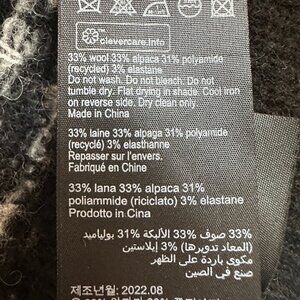 clevercare.info
33% wool 33% alpaca 31% polyamide
(recycled) 3% elastane
Do not wash. Do not bleach. Do not
tumble dry. Flat drying in shade. Cool iron
on reverse side. Dry clean only.
Made in China
33% laine 33% alpaga 31% polyamide
(recyclé) 3% elasthanne
Repasser sur l'envers.
Fabriqué en Chine
33% lana 33% alpaca 31%
poliammide (riciclato) 3% elastane
Prodotto in Cina
33% صوف 33% الألبكة 31% بولياميد
(المعاد تدويرها) 3% إيلاستين
مكوى باردة على الظهر
صنع في الصين
제조년월: 2022.08